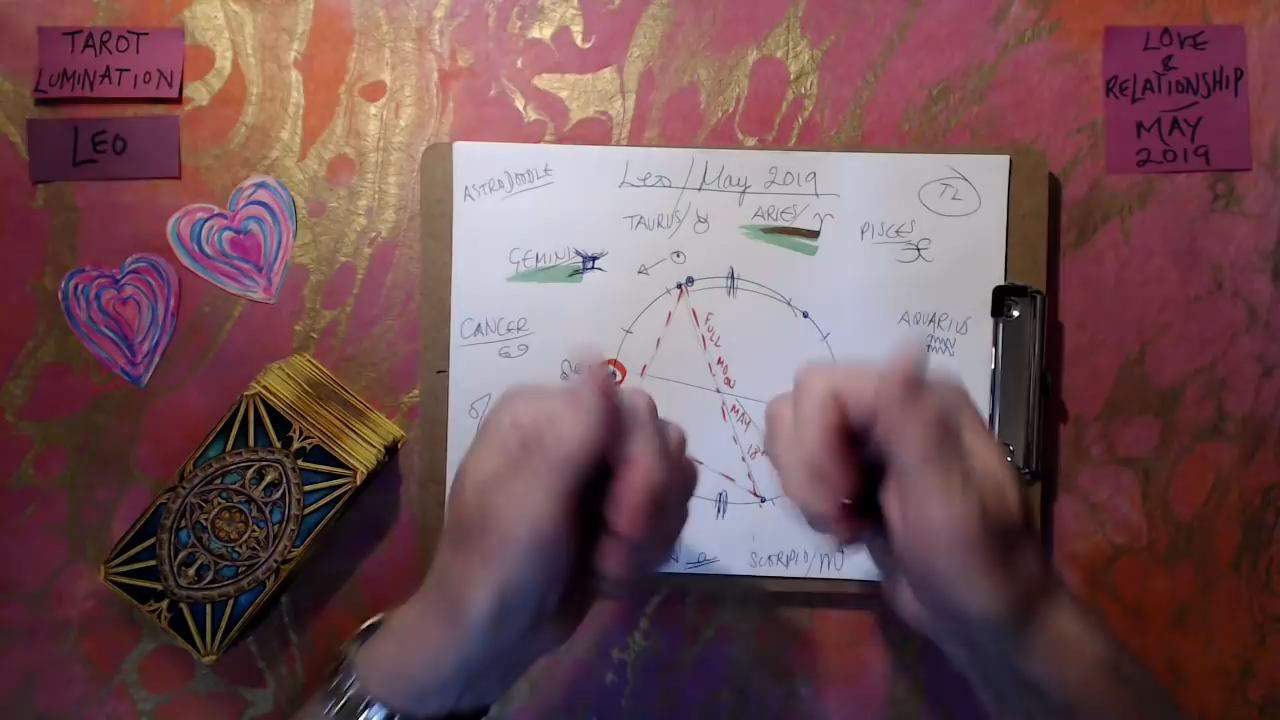 TAROT
LUMINATION
LEO
LOVE
&
RELATIONSHIP
MAY
2019
ASTRODOODLE
Leo/May 2019
TL
TAURUS/♉
ARIES/♈
PISCES
♓
GEMINI ♊
CANCER
♋
AQUARIUS
♒
FULL
MOON
MAY
18th
SCORPIO/♏